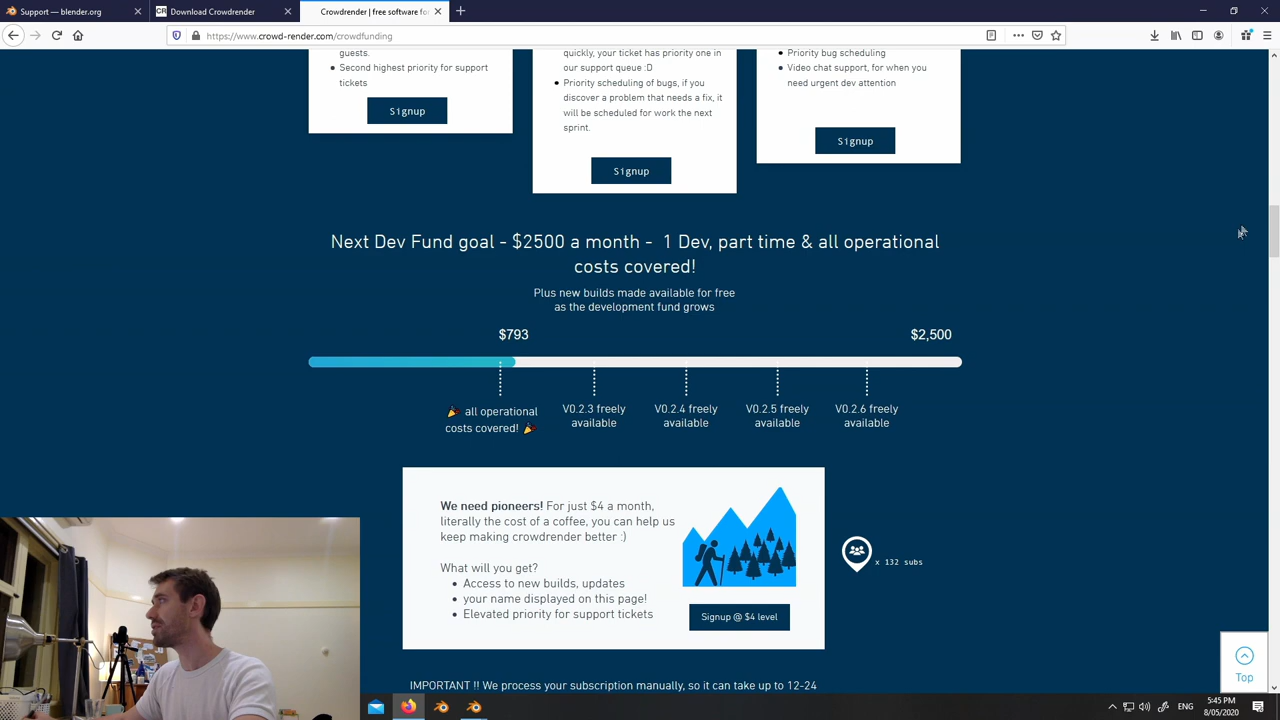 Support — blender.org
Download Crowdrender
Crowdrender | free software fo
https://www.crowd-render.com/crowdfunding
guests.
Second highest priority for support
tickets
Signup
quickly, your ticket has priority one in
our support queue :D
Priority scheduling of bugs, if you
discover a problem that needs a fix, it
will be scheduled for work the next
sprint.
Signup
Priority bug scheduling
Video chat support, for when you
need urgent dev attention
Signup
Next Dev Fund goal - $2500 a month - 1 Dev, part time & all operational
costs covered!
Plus new builds made available for free
as the development fund grows
$793
$2,500
🎉 all operational
costs covered! 🎉
V0.2.3 freely
available
V0.2.4 freely
available
V0.2.5 freely
available
V0.2.6 freely
available
We need pioneers! For just $4 a month,
literally the cost of a coffee, you can help us
keep making crowdrender better :)
What will you get?
Access to new builds, updates
your name displayed on this page!
Elevated priority for support tickets
Signup @ $4 level
x 132 subs
IMPORTANT !! We process your subscription manually, so it can take up to 12-24
Top
ENG
5:45 PM
8/05/2020